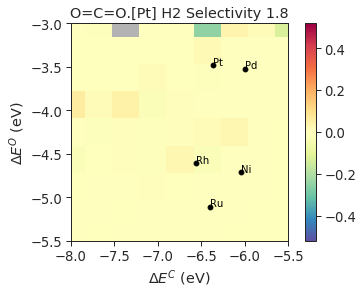 O=C=O.[Pt] H2 Selectivity 1.8
−3.0
−3.5
−4.0
−4.5
−5.0
−5.5
ΔE^O (eV)
Pt
Pd
Rh
Ni
Ru
−8.0 −7.5 −7.0 −6.5 −6.0 −5.5
ΔE^C (eV)
0.4
0.2
0.0
−0.2
−0.4